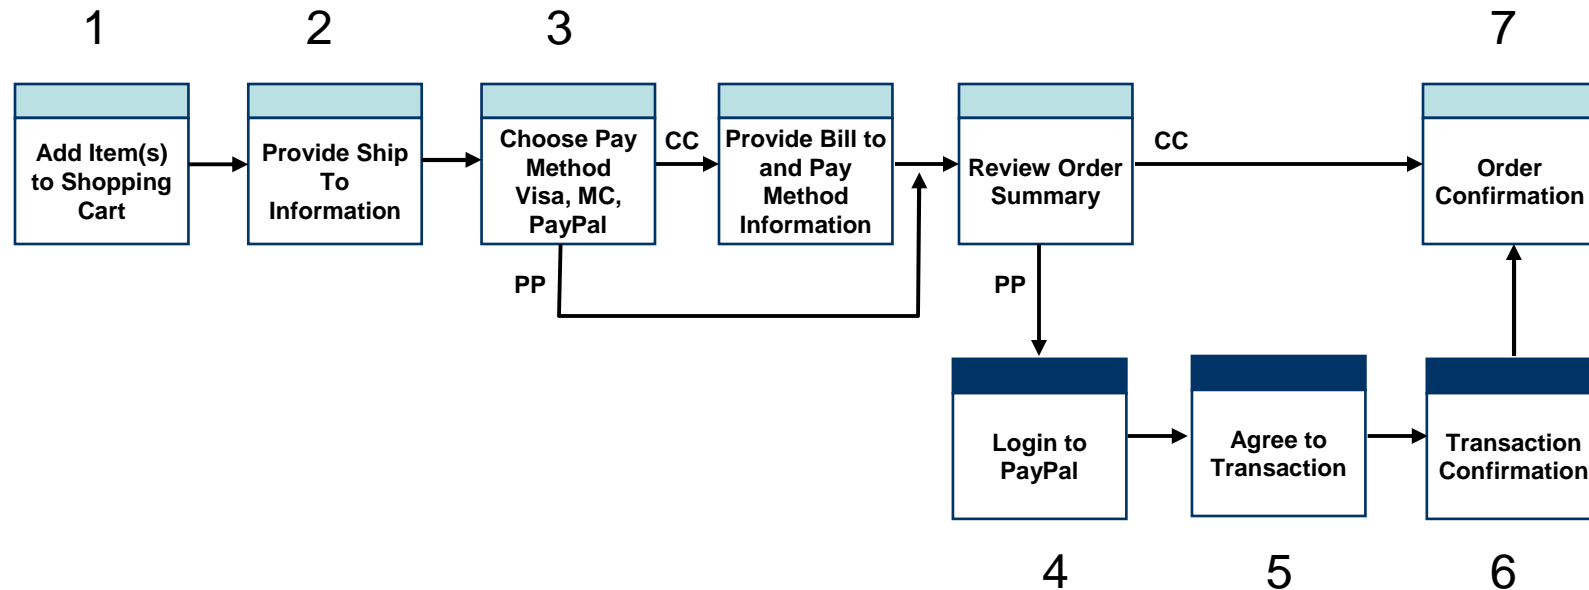 1
2
3
7
Add Item(s)
to Shopping
Cart
Provide Ship
To
Information
Choose Pay
Method
Visa, MC,
PayPal
CC
Provide Bill to
and Pay
Method
Information
Review Order
Summary
CC
Order
Confirmation
PP
PP
Login to
PayPal
Agree to
Transaction
Transaction
Confirmation
4
5
6